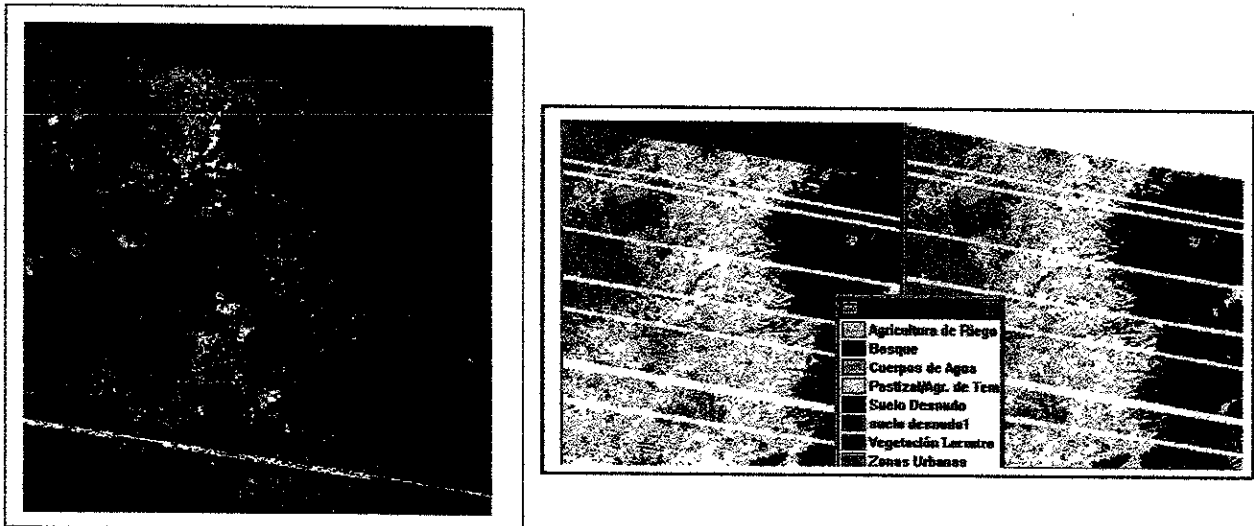 Agricultura de Riego
Bosque
Cuerpos de Agua
Pastizal/Agr. de Tem
Suelo Desnudo
suelo desnudo1
Vegetación Lacustre
Zonas Urbanas